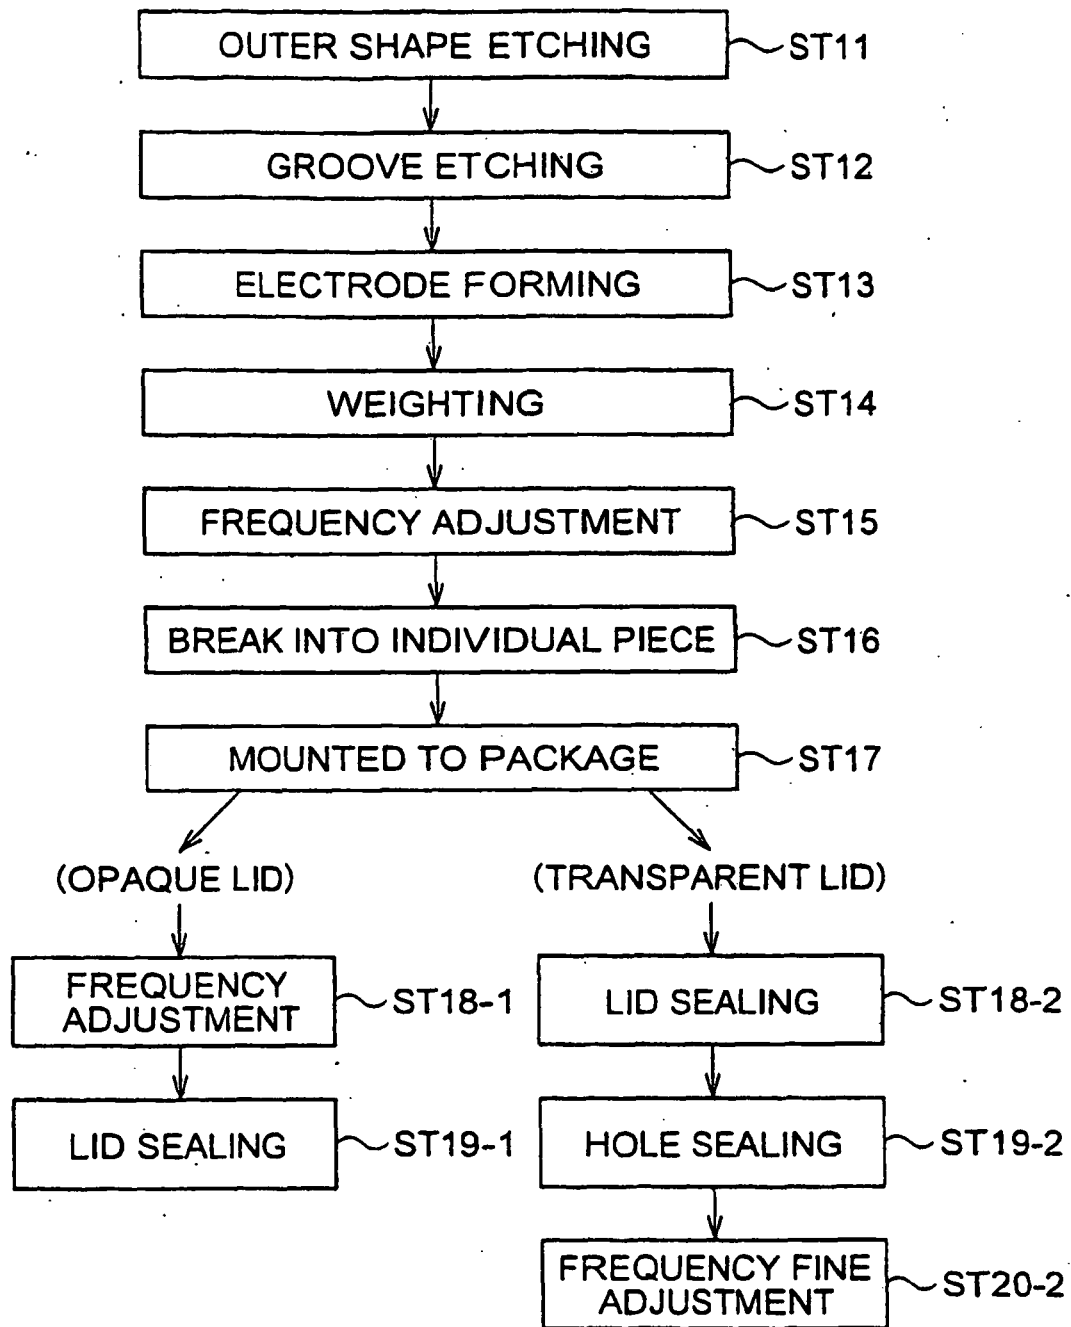 OUTER SHAPE ETCHING ST11
GROOVE ETCHING ST12
ELECTRODE FORMING ST13
WEIGHTING ST14
FREQUENCY ADJUSTMENT ST15
BREAK INTO INDIVIDUAL PIECE ST16
MOUNTED TO PACKAGE ST17
(OPAQUE LID)
FREQUENCY
ADJUSTMENT ST18-1
LID SEALING ST19-1
(TRANSPARENT LID)
LID SEALING ST18-2
HOLE SEALING ST19-2
FREQUENCY FINE
ADJUSTMENT ST20-2